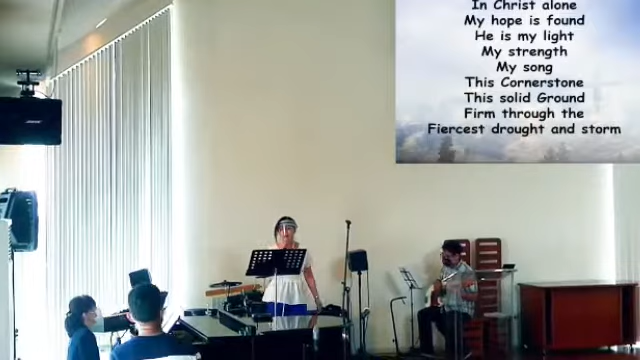 In Christ alone
My hope is found
He is my light
My strength
My song
This Cornerstone
This solid Ground
Firm through the
Fiercest drought and storm
BOSE